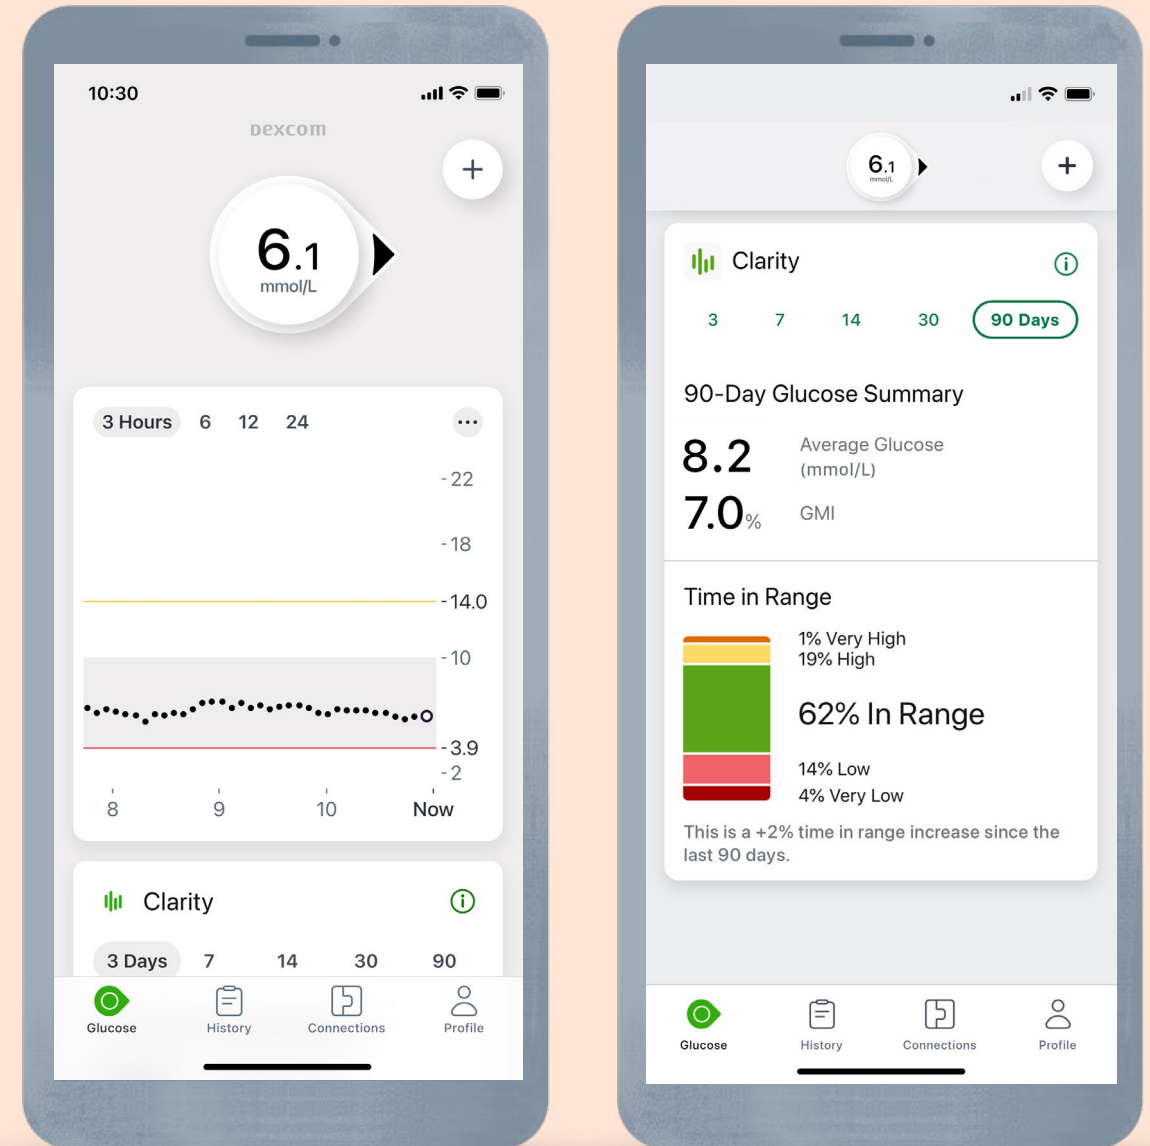 10:30
Dexcom
+
6.1
mmol/L
3 Hours 6 12 24 ...
-22
-18
-14.0
-10
-3.9
-2
8 9 10 Now
Clarity
3 Days 7 14 30 90
Glucose History Connections Profile
6.1
mmol/L
+
Clarity
3 7 14 30 90 Days
90-Day Glucose Summary
8.2 Average Glucose
(mmol/L)
7.0% GMI
Time in Range
1% Very High
19% High
62% In Range
14% Low
4% Very Low
This is a +2% time in range increase since the
last 90 days.
Glucose History Connections Profile